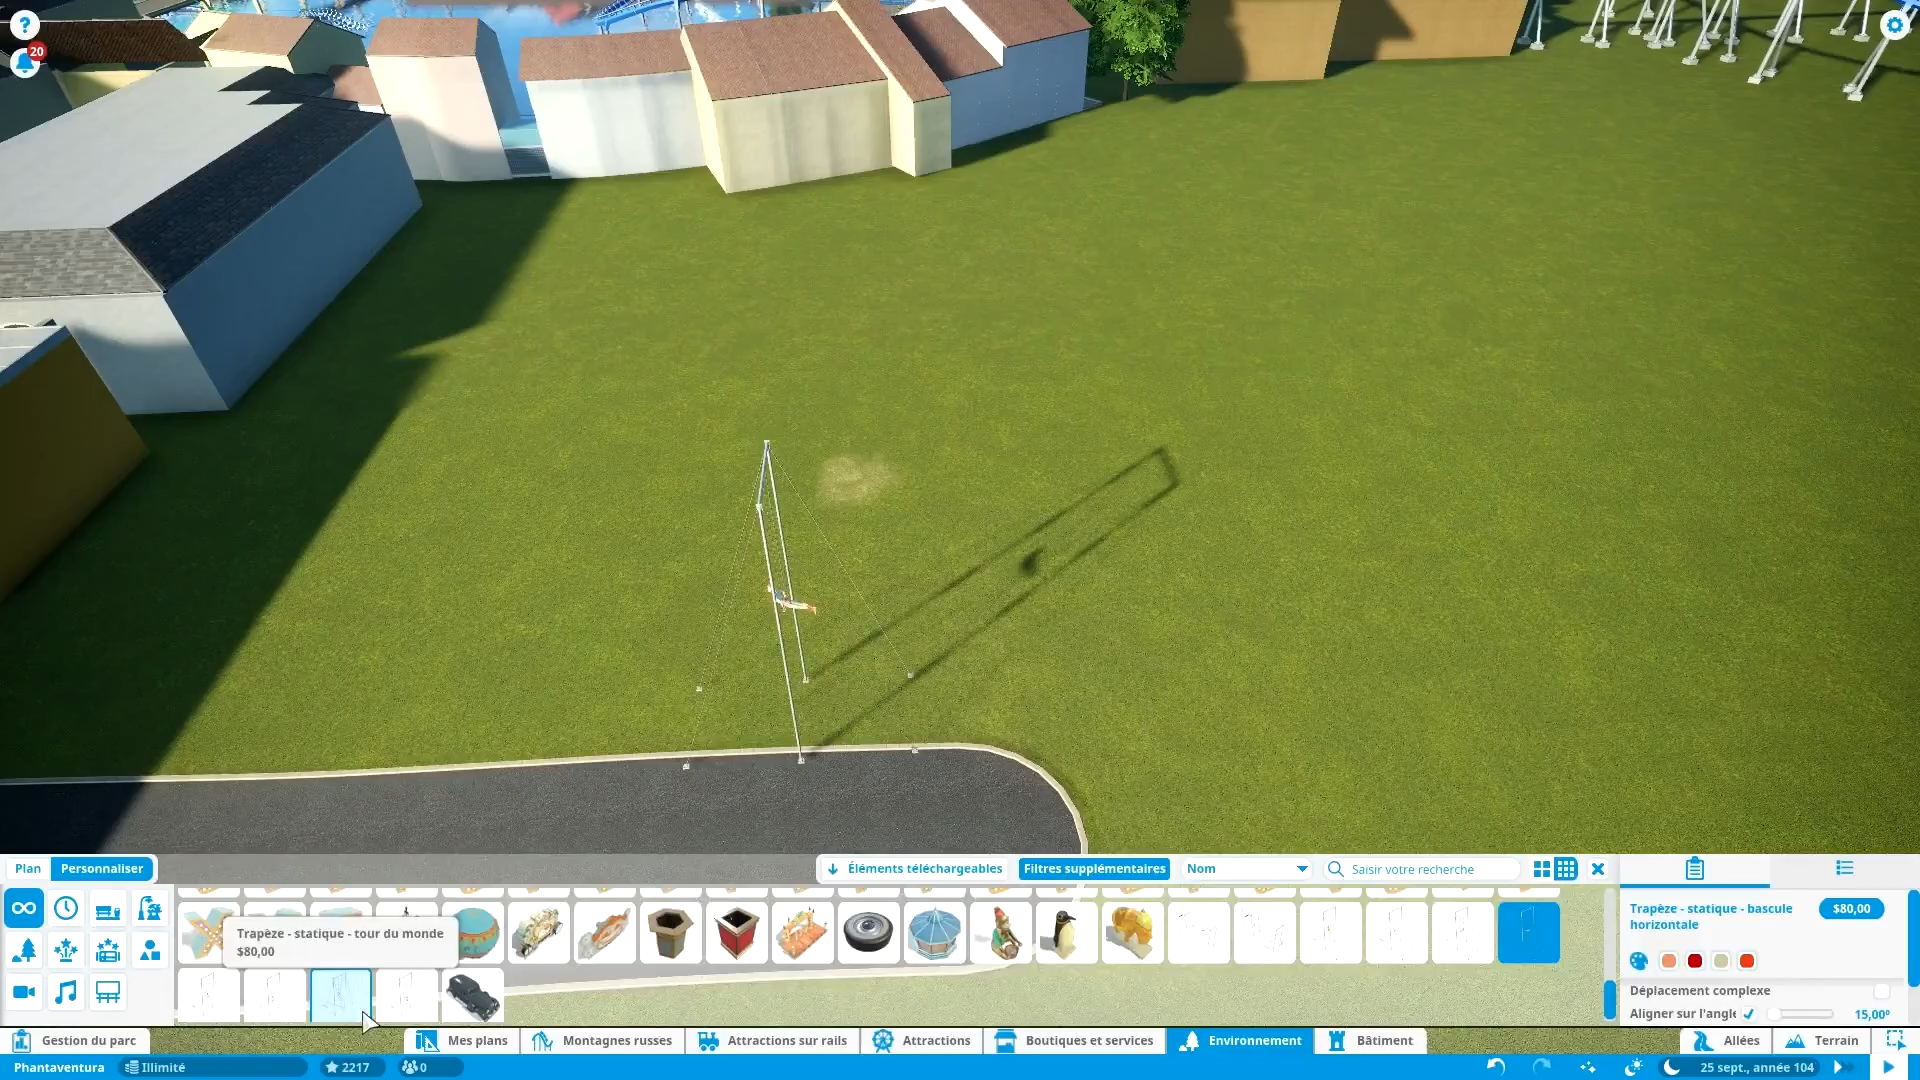 ?
20
Plan
Personnaliser
Éléments téléchargeables
Filtres supplémentaires
Nom
Saisir votre recherche
Trapèze - statique - tour du monde
$80,00
Trapèze - statique - bascule
horizontale
$80,00
Déplacement complexe
Aligner sur l'angle
15,00°
Gestion du parc
Mes plans
Montagnes russes
Attractions sur rails
Attractions
Boutiques et services
Environnement
Bâtiment
Allées
Terrain
Phantaventura
Illimité
2217
0
25 sept., année 104